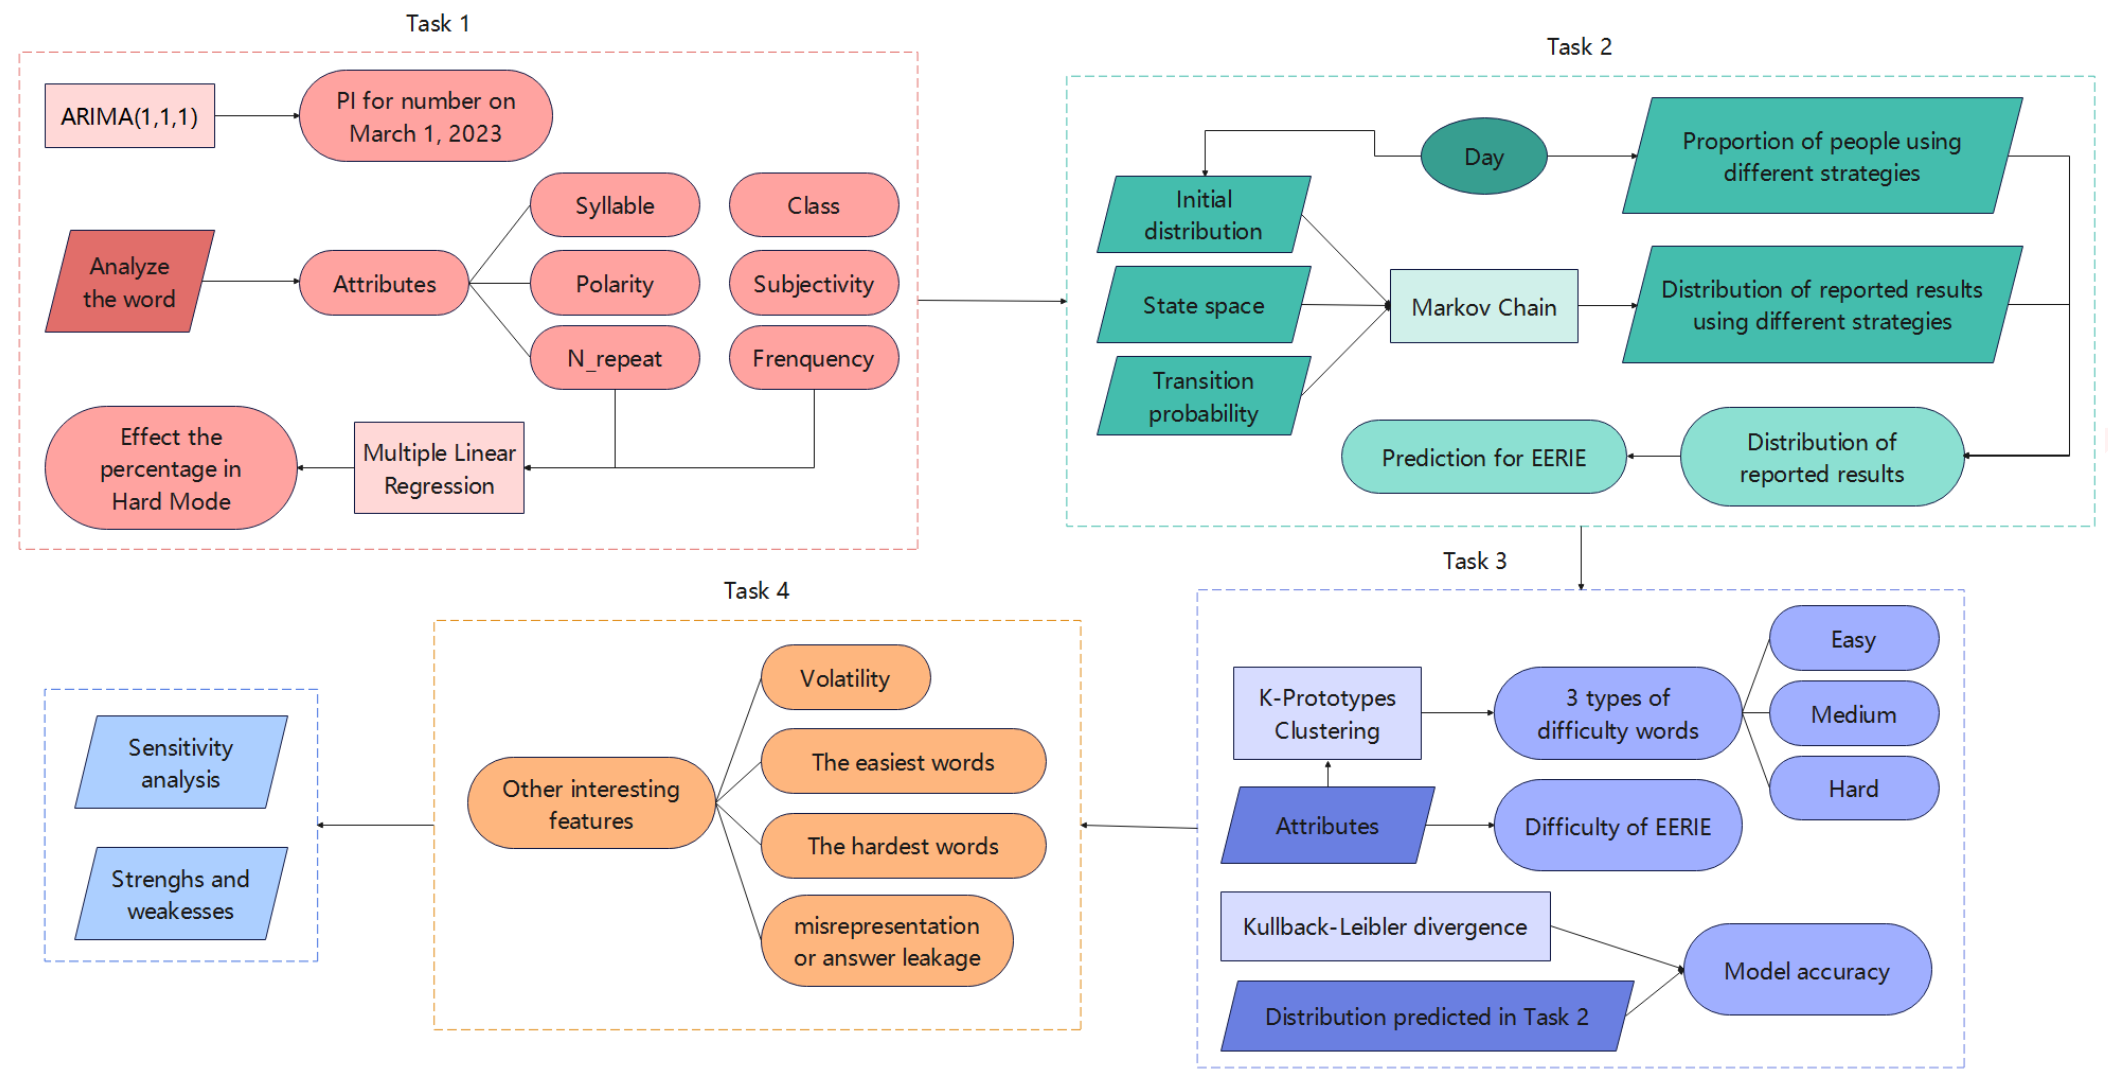 Task 1
ARIMA(1,1,1)
PI for number on
March 1, 2023
Analyze
the word
Attributes
Syllable
Polarity
N_repeat
Class
Subjectivity
Frenquency
Multiple Linear
Regression
Effect the
percentage in
Hard Mode
Task 2
Day
Proportion of people using
different strategies
Initial
distribution
State space
Transition
probability
Markov Chain
Distribution of reported results
using different strategies
Distribution of
reported results
Prediction for EERIE
Task 3
K-Prototypes
Clustering
3 types of
difficulty words
Easy
Medium
Hard
Attributes
Difficulty of EERIE
Kullback-Leibler divergence
Distribution predicted in Task 2
Model accuracy
Task 4
Other interesting
features
Volatility
The easiest words
The hardest words
misrepresentation
or answer leakage
Sensitivity
analysis
Strenghs and
weakesses